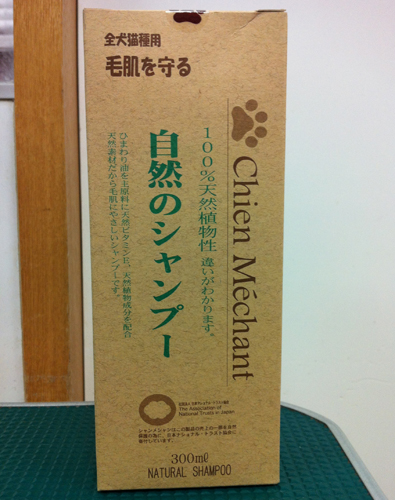 全犬猫種用
毛肌を守る
Chien Méchant
100%天然植物性 違いがわかります。
自然のシャンプー
ひまわり油を主原料に天然ビタミンE、天然植物成分を配合
天然素材だから毛肌にやさしいシャンプーです。
The Association of
National Trusts in Japan
300ml
NATURAL SHAMPOO